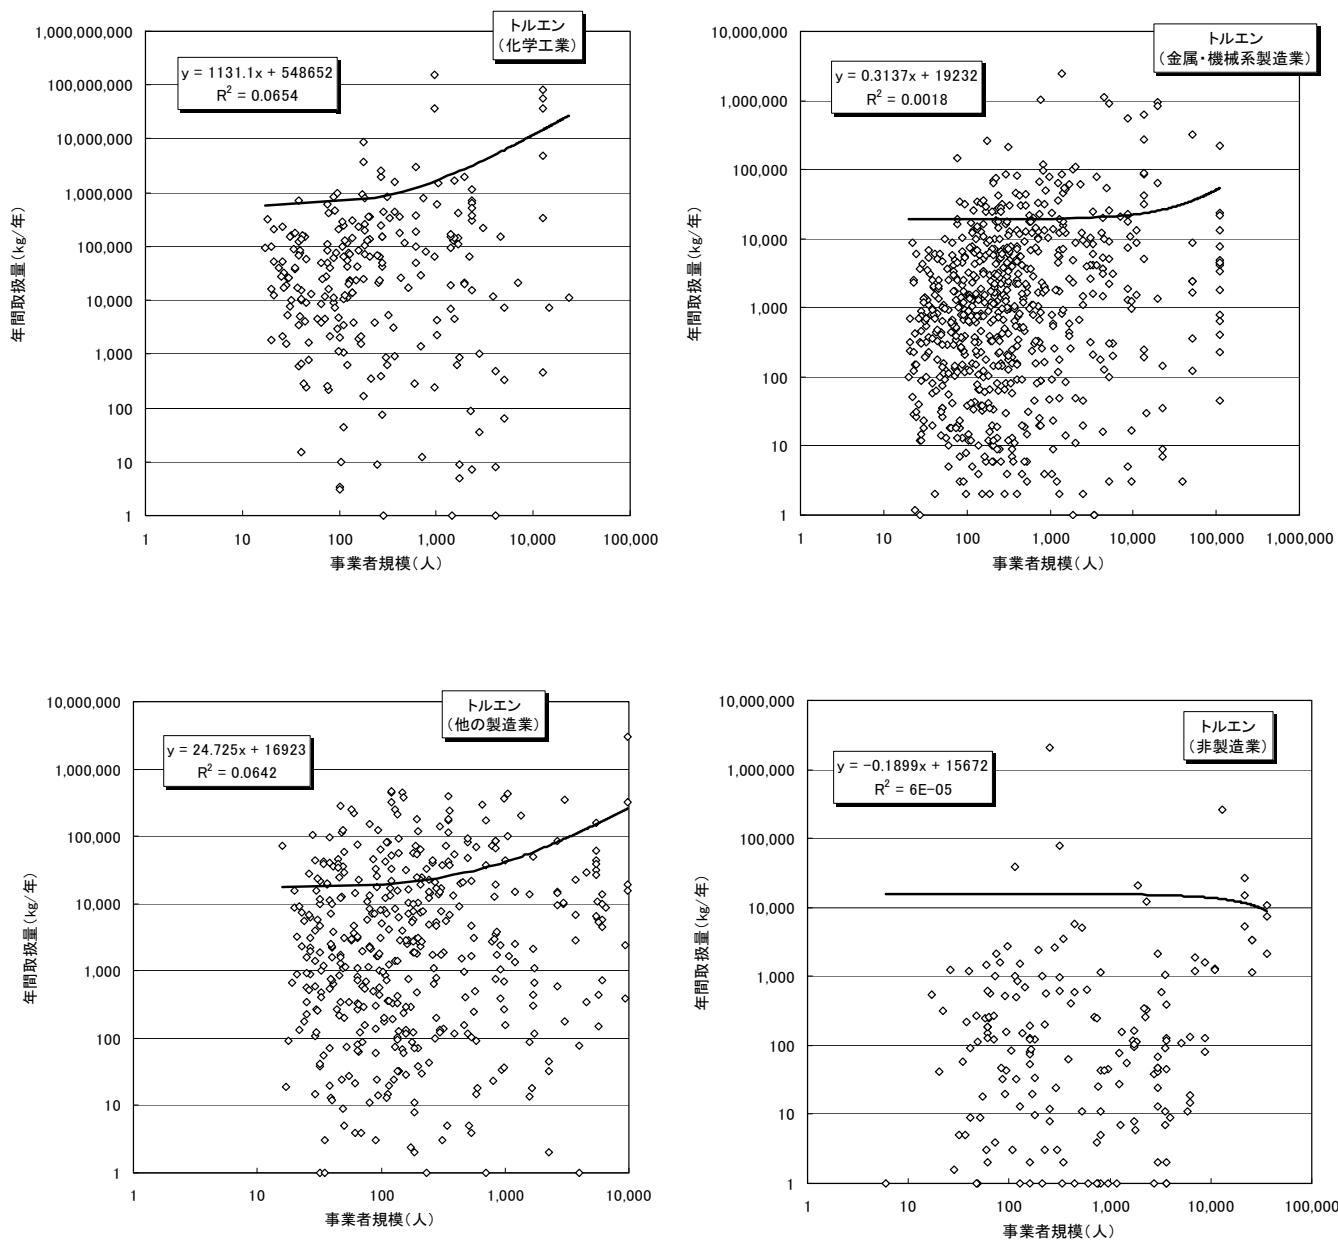 トルエン
(化学工業)
y = 1131.1x + 548652
R² = 0.0654
1,000,000,000
100,000,000
10,000,000
1,000,000
100,000
10,000
1,000
100
10
1
年間取扱量(kg/年)
1 10 100 1,000 10,000 100,000
事業者規模(人)
トルエン
(金属・機械系製造業)
y = 0.3137x + 19232
R² = 0.0018
10,000,000
1,000,000
100,000
10,000
1,000
100
10
1
年間取扱量(kg/年)
1 10 100 1,000 10,000 100,000 1,000,000
事業者規模(人)
トルエン
(他の製造業)
y = 24.725x + 16923
R² = 0.0642
10,000,000
1,000,000
100,000
10,000
1,000
100
10
1
年間取扱量(kg/年)
1 10 100 1,000 10,000
事業者規模(人)
トルエン
(非製造業)
y = -0.1899x + 15672
R² = 6E-05
10,000,000
1,000,000
100,000
10,000
1,000
100
10
1
年間取扱量(kg/年)
1 10 100 1,000 10,000 100,000
事業者規模(人)